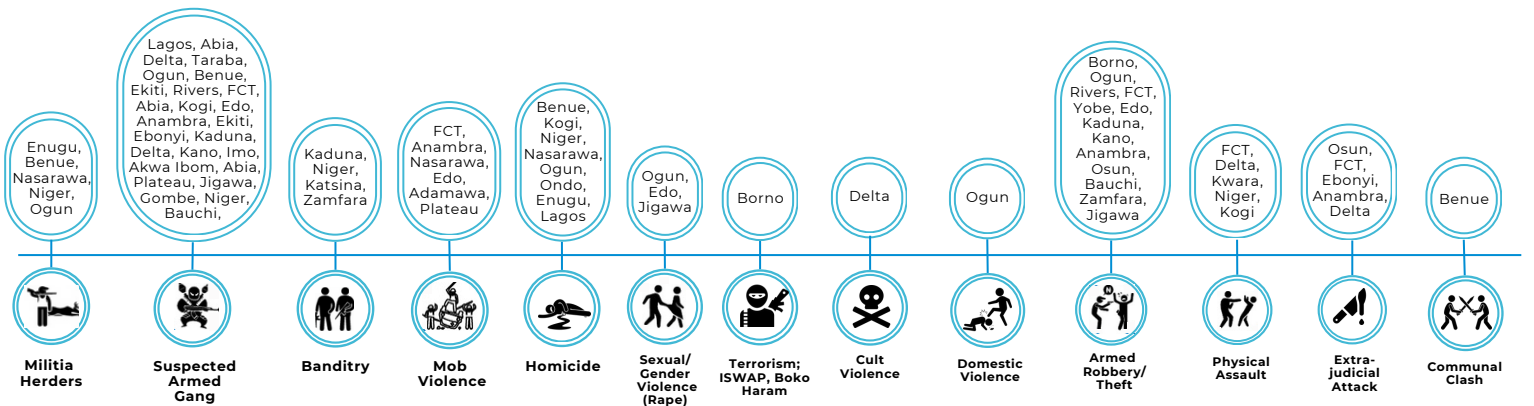 Enugu,
Benue,
Nasarawa,
Niger,
Ogun
Militia
Herders
Lagos, Abia,
Delta, Taraba,
Ogun, Benue,
Ekiti, Rivers, FCT,
Abia, Kogi, Edo,
Anambra, Ekiti,
Ebonyi, Kaduna,
Delta, Kano, Imo,
Akwa Ibom, Abia,
Plateau, Jigawa,
Gombe, Niger,
Bauchi,
Suspected
Armed
Gang
Kaduna,
Niger,
Katsina,
Zamfara
Banditry
FCT,
Anambra,
Nasarawa,
Edo,
Adamawa,
Plateau
Mob
Violence
Benue,
Kogi,
Niger,
Nasarawa,
Ogun,
Ondo,
Enugu,
Lagos
Homicide
Ogun,
Edo,
Jigawa
Sexual/
Gender
Violence
(Rape)
Borno
Terrorism;
ISWAP, Boko
Haram
Delta
Cult
Violence
Ogun
Domestic
Violence
Borno,
Ogun,
Rivers, FCT,
Yobe, Edo,
Kaduna,
Kano,
Anambra,
Osun,
Bauchi,
Zamfara,
Jigawa
Armed
Robbery/
Theft
FCT,
Delta,
Kwara,
Niger,
Kogi
Physical
Assault
Osun,
FCT,
Ebonyi,
Anambra,
Delta
Extra-
judicial
Attack
Benue
Communal
Clash